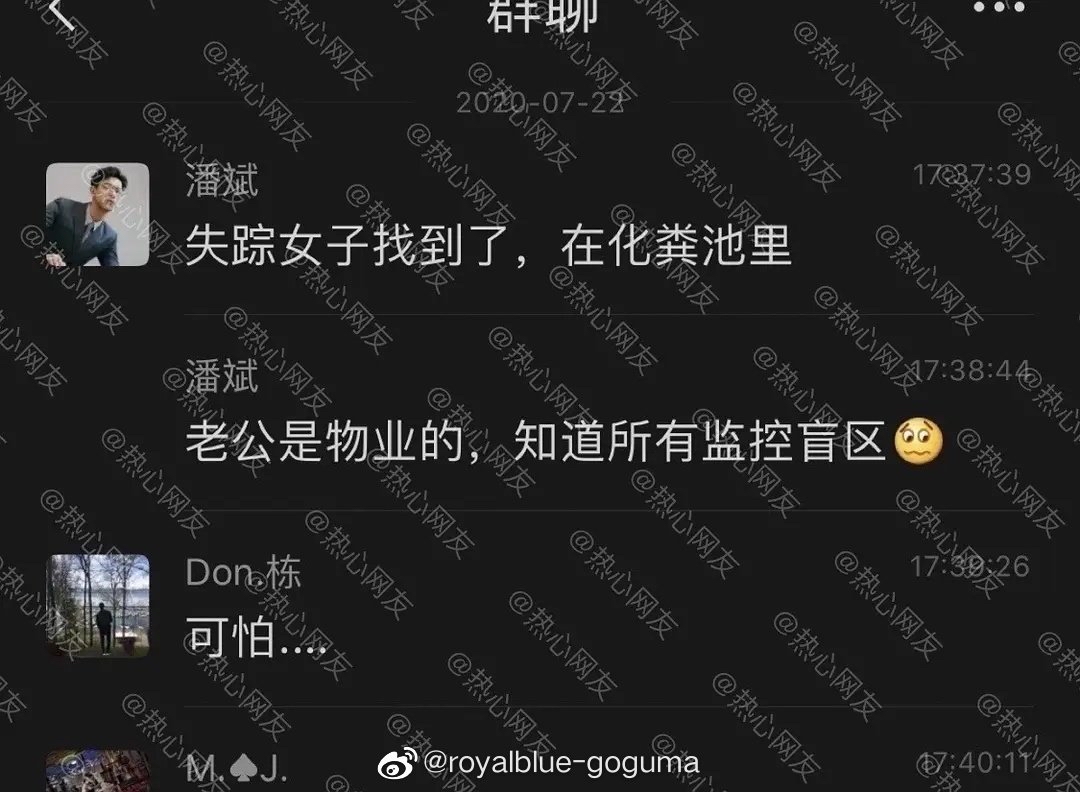 群聊
2020-07-22
潘斌
17:37:39
失踪女子找到了，在化粪池里
潘斌
17:38:44
老公是物业的，知道所有监控盲区😟
Don.栋
17:39:26
可怕....
M.♠J.
17:40:11
@royalblue-goguma
@热心网友